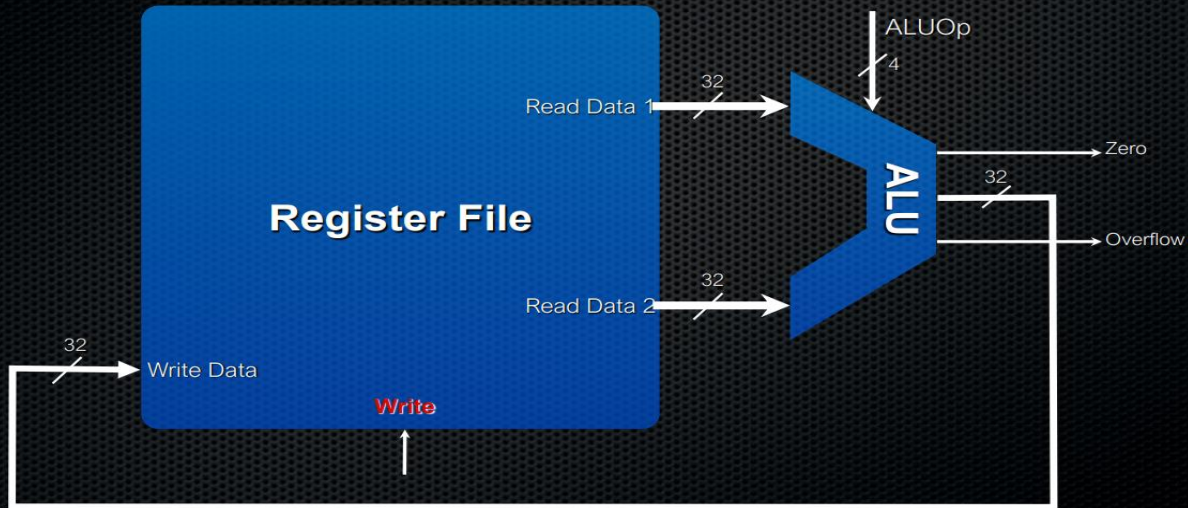 ALUOp
4
32
Read Data 1
Zero
32
ALU
Register File
Overflow
32
Read Data 2
32
Write Data
Write